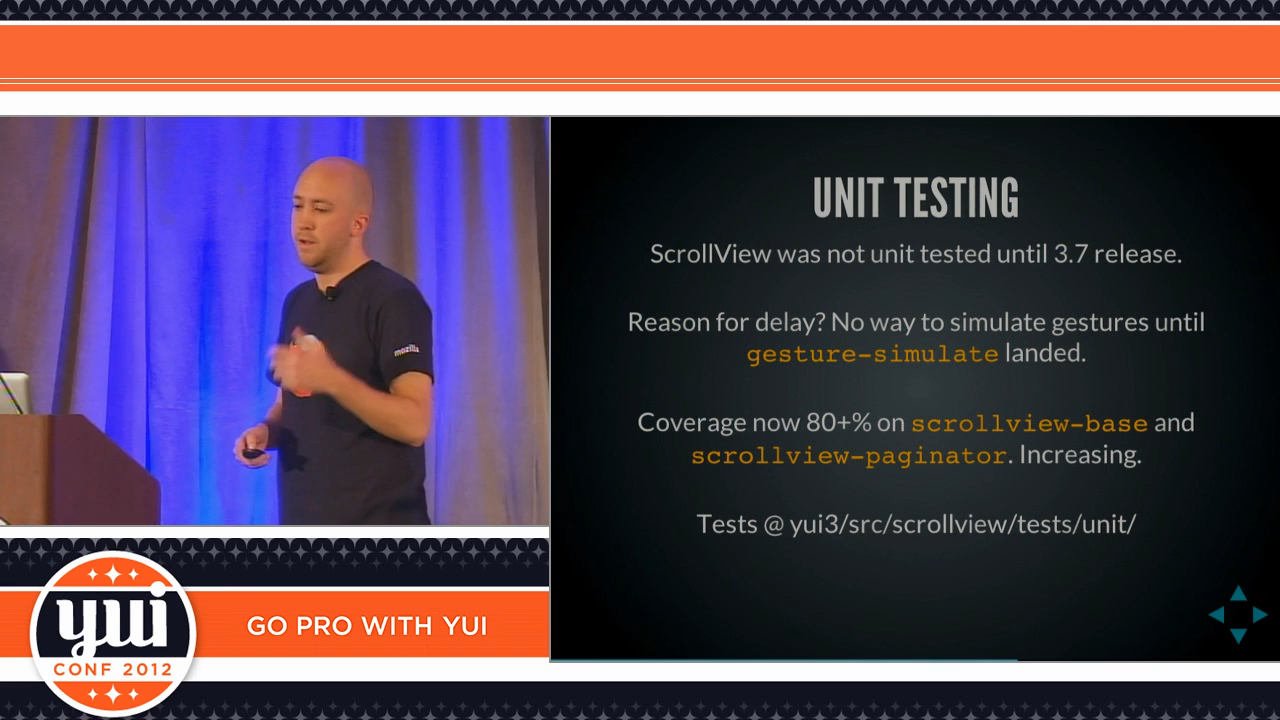 mozilla
UNIT TESTING
ScrollView was not unit tested until 3.7 release.
Reason for delay? No way to simulate gestures until
gesture-simulate landed.
Coverage now 80+% on scrollview-base and
scrollview-paginator. Increasing.
Tests @ yui3/src/scrollview/tests/unit/
yui
CONF 2012
GO PRO WITH YUI